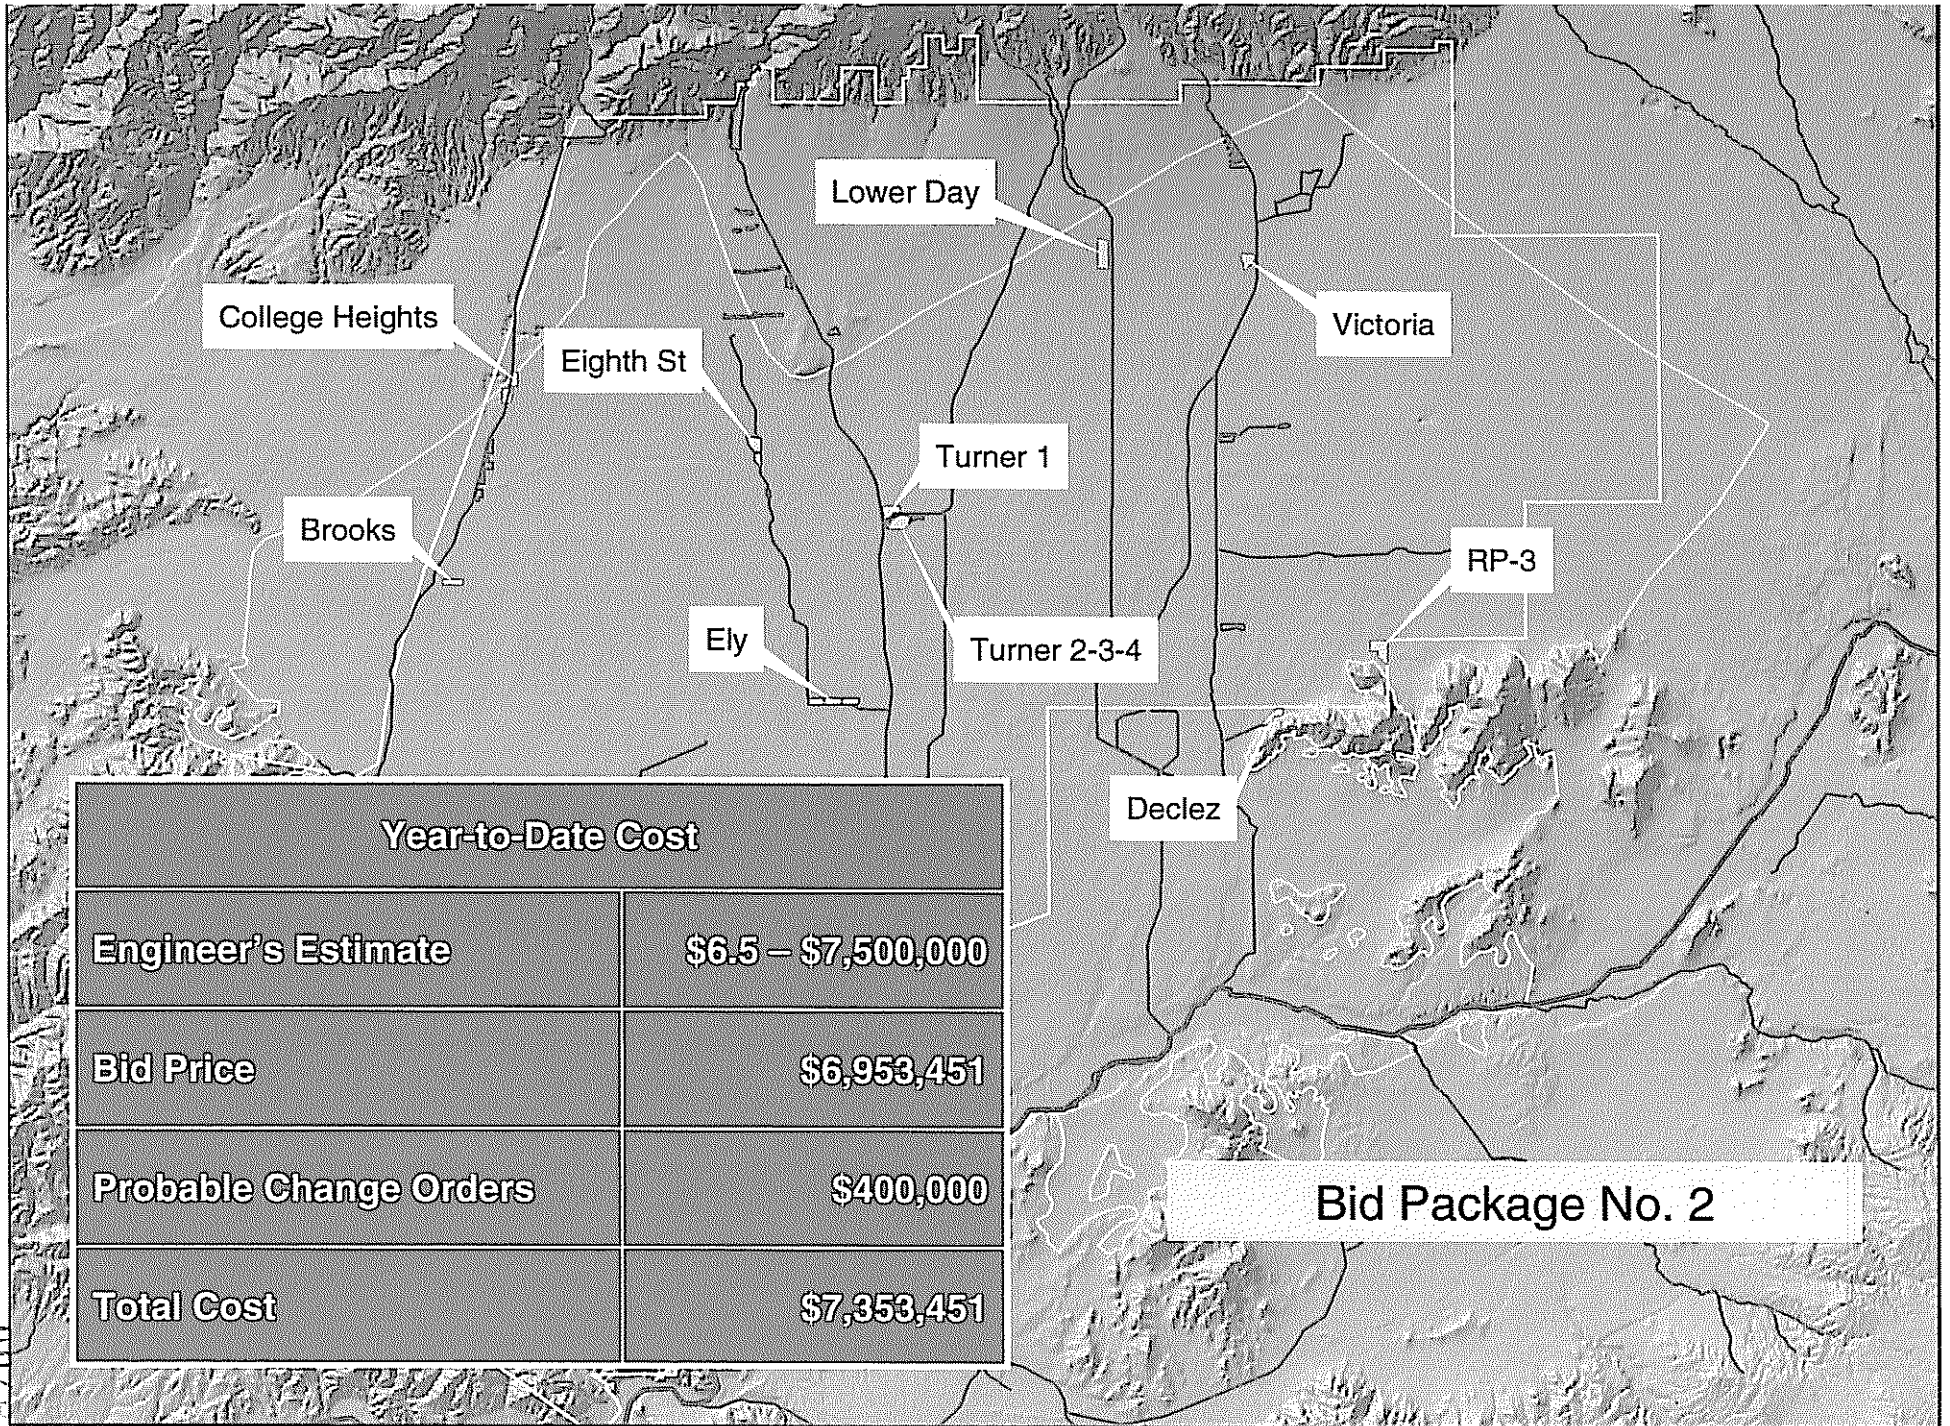 Lower Day
College Heights
Victoria
Eighth St
Turner 1
Brooks
RP-3
Ely
Turner 2-3-4
Declez
Year-to-Date Cost
Engineer's Estimate $6.5 – $7,500,000
Bid Price $6,953,451
Probable Change Orders $400,000
Total Cost $7,353,451
Bid Package No. 2